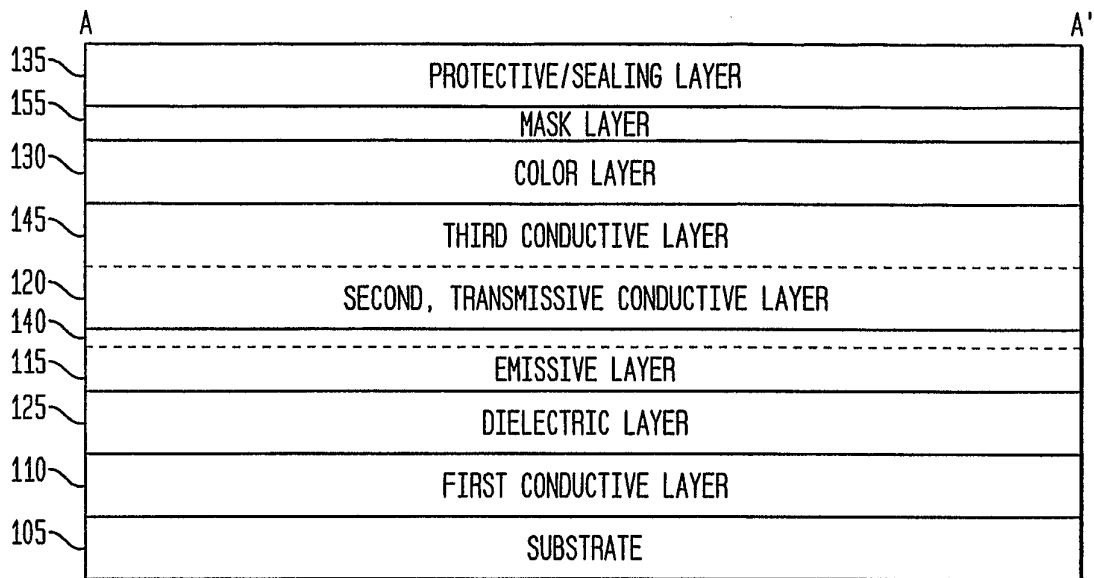 A A'
135 PROTECTIVE/SEALING LAYER
155 MASK LAYER
130 COLOR LAYER
145 THIRD CONDUCTIVE LAYER
120 SECOND, TRANSMISSIVE CONDUCTIVE LAYER
140
115 EMISSIVE LAYER
125 DIELECTRIC LAYER
110 FIRST CONDUCTIVE LAYER
105 SUBSTRATE